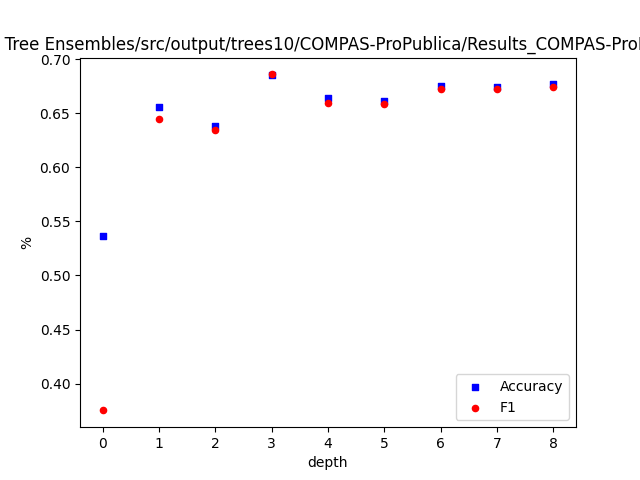 Tree Ensembles/src/output/trees10/COMPAS-ProPublica/Results_COMPAS-Prol
0.70
0.65
0.60
0.55
0.50
0.45
0.40
%
0 1 2 3 4 5 6 7 8
depth
Accuracy
F1